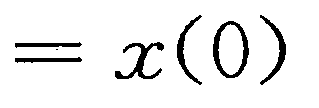 = x(0)